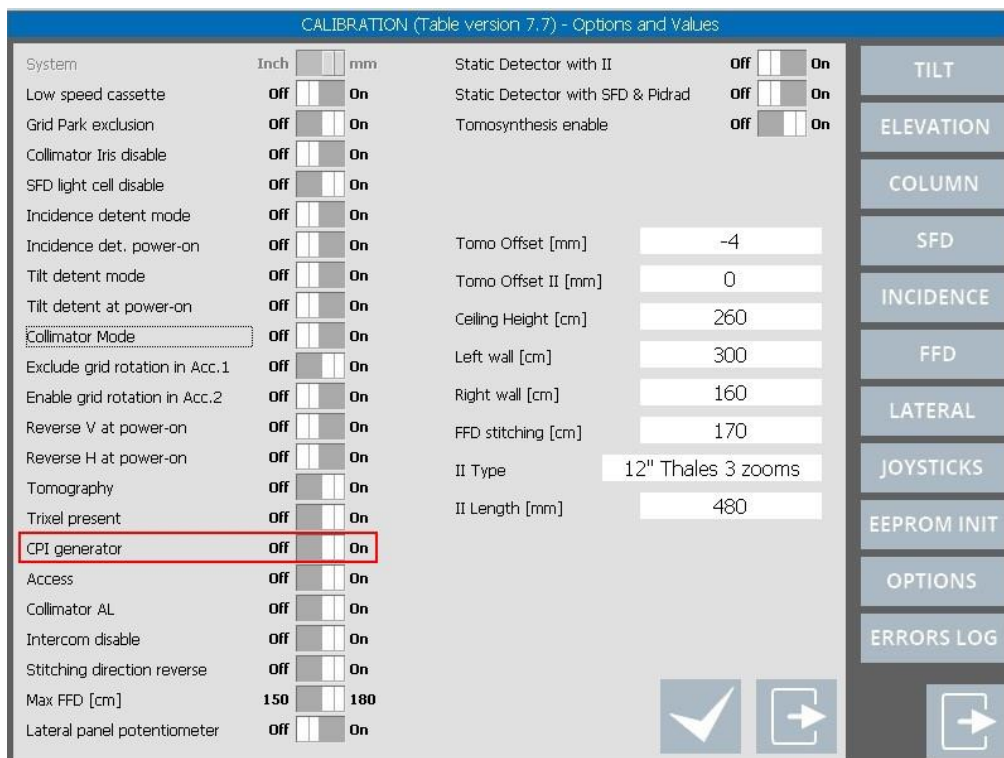 CALIBRATION (Table version 7.7) - Options and Values
System Inch mm
Low speed cassette Off On
Grid Park exclusion Off On
Collimator Iris disable Off On
SFD light cell disable Off On
Incidence detent mode Off On
Incidence det. power-on Off On
Tilt detent mode Off On
Tilt detent at power-on Off On
Collimator Mode Off On
Exclude grid rotation in Acc.1 Off On
Enable grid rotation in Acc.2 Off On
Reverse V at power-on Off On
Reverse H at power-on Off On
Tomography Off On
Trixel present Off On
CPI generator Off On
Access Off On
Collimator AL Off On
Intercom disable Off On
Stitching direction reverse Off On
Max FFD [cm] 150 180
Lateral panel potentiometer Off On
Static Detector with II Off On
Static Detector with SFD & Pidrad Off On
Tomosynthesis enable Off On
Tomo Offset [mm] -4
Tomo Offset II [mm] 0
Ceiling Height [cm] 260
Left wall [cm] 300
Right wall [cm] 160
FFD stitching [cm] 170
II Type 12" Thales 3 zooms
II Length [mm] 480
TILT
ELEVATION
COLUMN
SFD
INCIDENCE
FFD
LATERAL
JOYSTICKS
EEPROM INIT
OPTIONS
ERRORS LOG